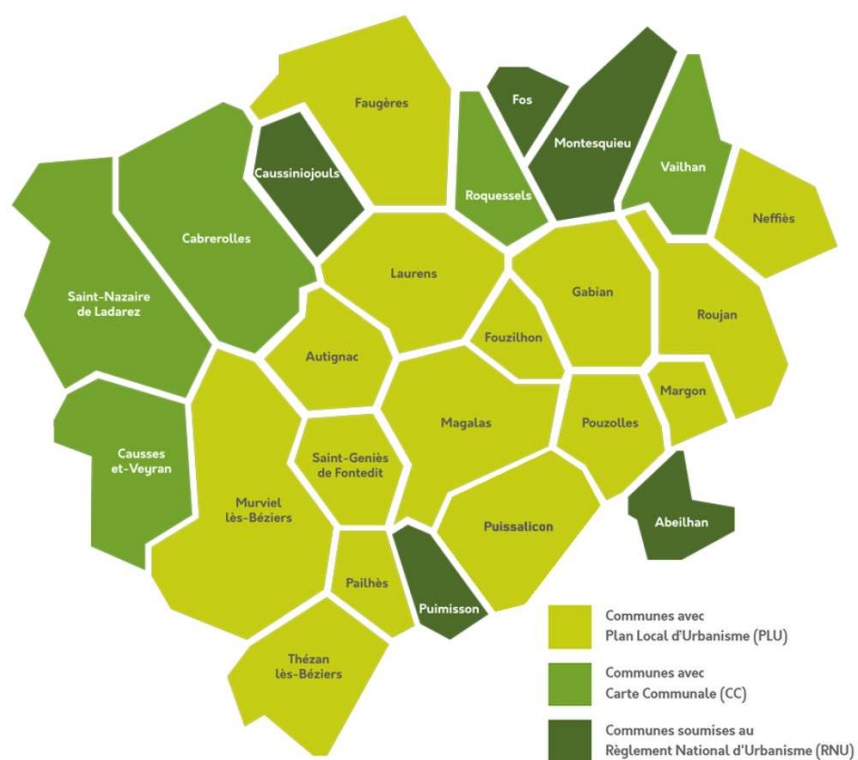 Faugères
Fos
Montesquieu
Caussiniojouls
Vailhan
Roquessels
Neffiès
Cabrerolles
Laurens
Gabian
Saint-Nazaire
de Ladarez
Roujan
Fouzilhon
Autignac
Margon
Magalas
Pouzolles
Causses
et-Veyran
Saint-Geniès
de Fontedit
Murviel
lès-Béziers
Puissalicon
Abeilhan
Pailhès
Puimisson
Thézan
lès-Béziers
Communes avec
Plan Local d'Urbanisme (PLU)
Communes avec
Carte Communale (CC)
Communes soumises au
Règlement National d'Urbanisme (RNU)